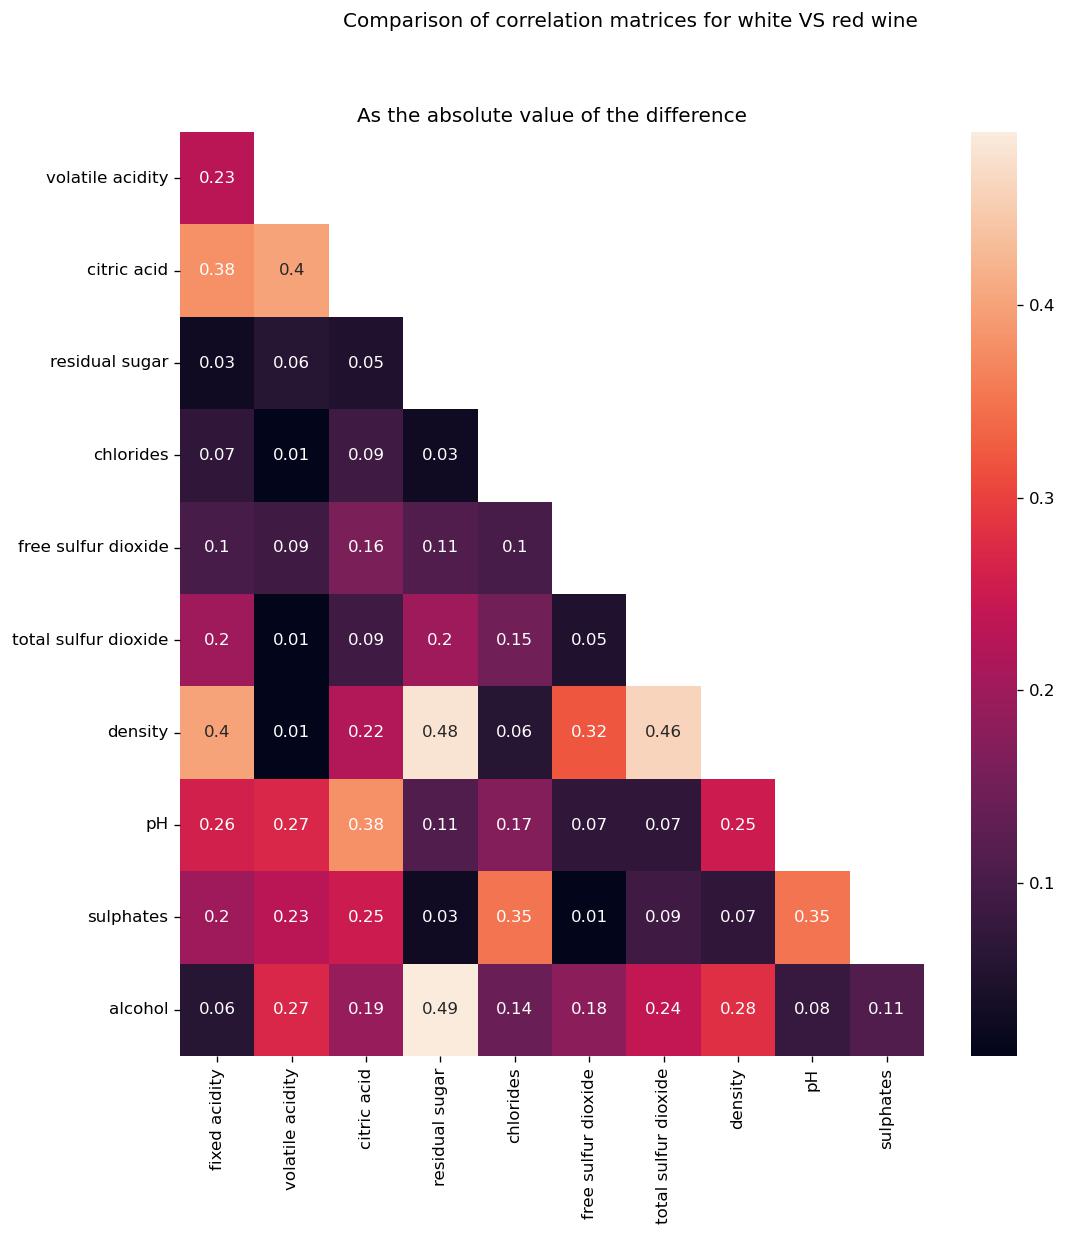 Comparison of correlation matrices for white VS red wine
As the absolute value of the difference
volatile acidity 0.23
citric acid 0.38 0.4
0.4
residual sugar 0.03 0.06 0.05
chlorides 0.07 0.01 0.09 0.03
0.3
free sulfur dioxide 0.1 0.09 0.16 0.11 0.1
total sulfur dioxide 0.2 0.01 0.09 0.2 0.15 0.05
0.2
density 0.4 0.01 0.22 0.48 0.06 0.32 0.46
pH 0.26 0.27 0.38 0.11 0.17 0.07 0.07 0.25
0.1
sulphates 0.2 0.23 0.25 0.03 0.35 0.01 0.09 0.07 0.35
alcohol 0.06 0.27 0.19 0.49 0.14 0.18 0.24 0.28 0.08 0.11
fixed acidity
volatile acidity
citric acid
residual sugar
chlorides
free sulfur dioxide
total sulfur dioxide
density
pH
sulphates